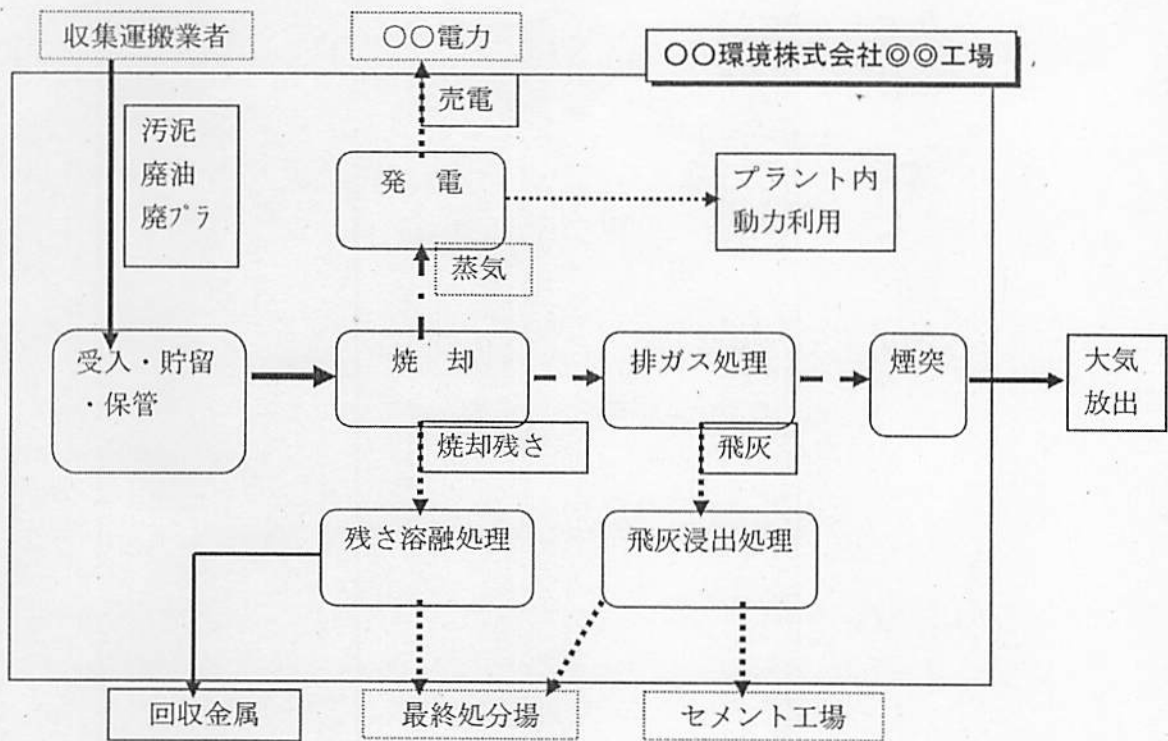 収集運搬業者
〇〇電力
〇〇環境株式会社◎◎工場
売電
汚泥
廃油
廃プラ
発　電
プラント内
動力利用
蒸気
受入・貯留
・保管
焼　却
排ガス処理
煙突
大気
放出
焼却残さ
飛灰
残さ溶融処理
飛灰浸出処理
回収金属
最終処分場
セメント工場